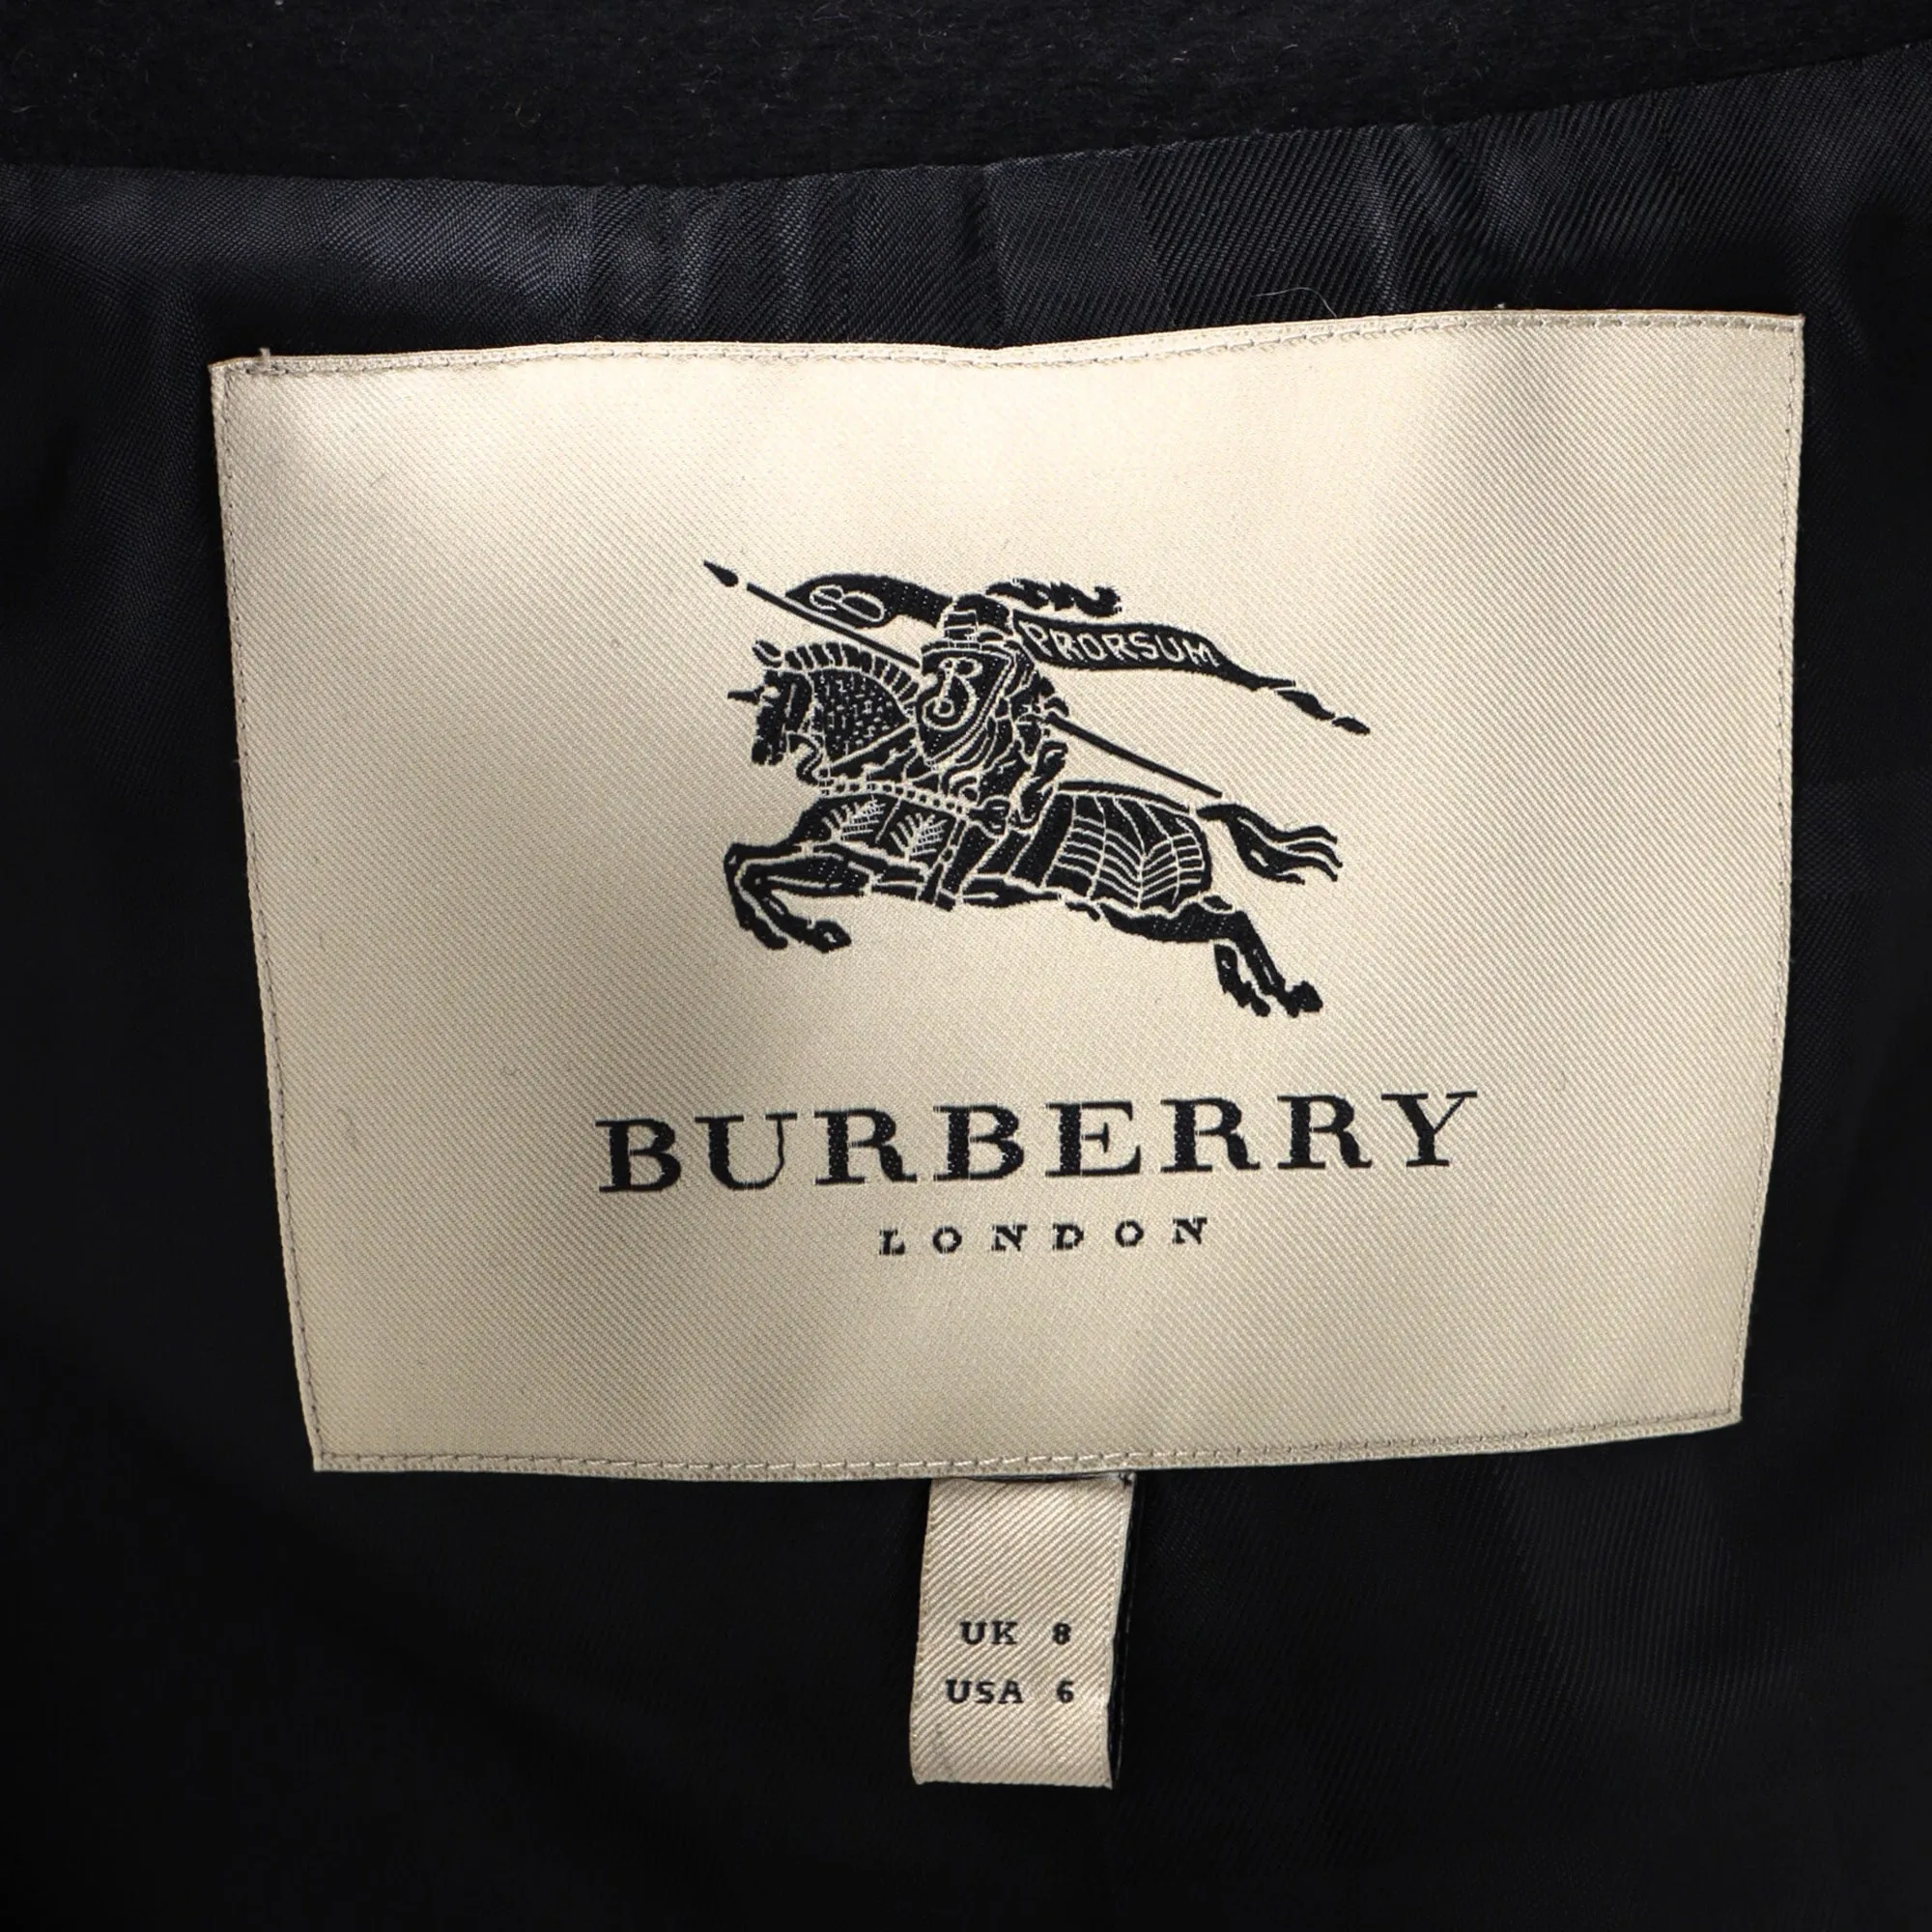 PRORSUM
B
BURBERRY
LONDON
UK 8
USA 6